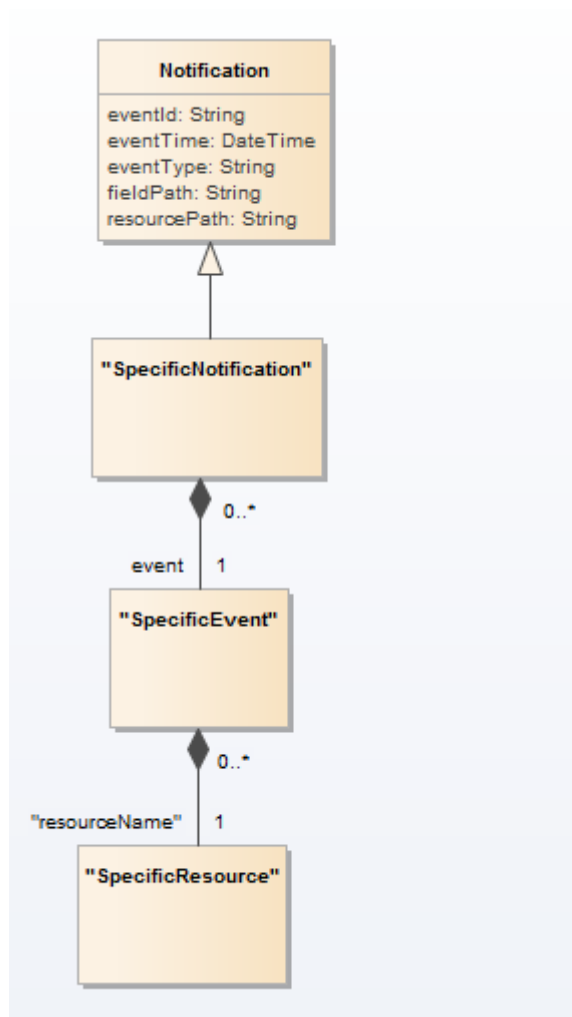 Notification
eventId: String
eventTime: DateTime
eventType: String
fieldPath: String
resourcePath: String
"SpecificNotification"
0..*
event 1
"SpecificEvent"
0..*
"resourceName" 1
"SpecificResource"